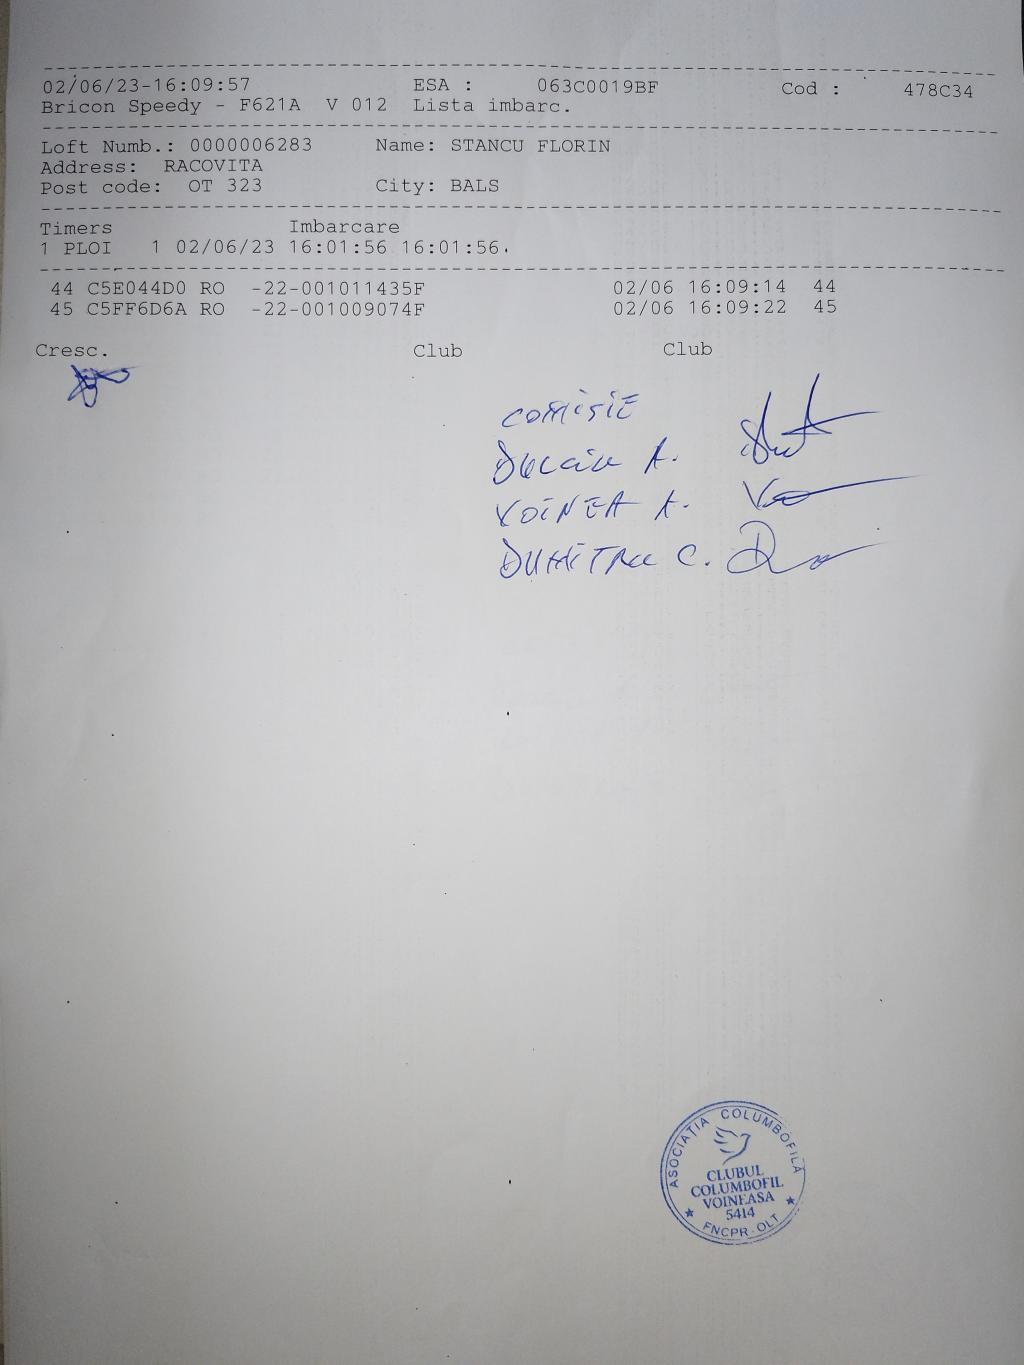 02/06/23-16:09:57 ESA : 063C0019BF Cod : 478C34
Bricon Speedy - F621A V 012 Lista imbarc.
Loft Numb.: 0000006283 Name: STANCU FLORIN
Address: RACOVITA
Post code: OT 323 City: BALS
Timers Imbarcare
1 PLOI 1 02/06/23 16:01:56 16:01:56
44 C5E044D0 RO -22-001011435F 02/06 16:09:14 44
45 C5FF6D6A RO -22-001009074F 02/06 16:09:22 45
Cresc. Club Club
COMISIE
A.
VOINEA A.
DUMITRU C.
ASOCIAȚIA COLUMBOFILĂ
CLUBUL
COLUMBOFIL
VOINEASA
5414
FNCPR-OLT